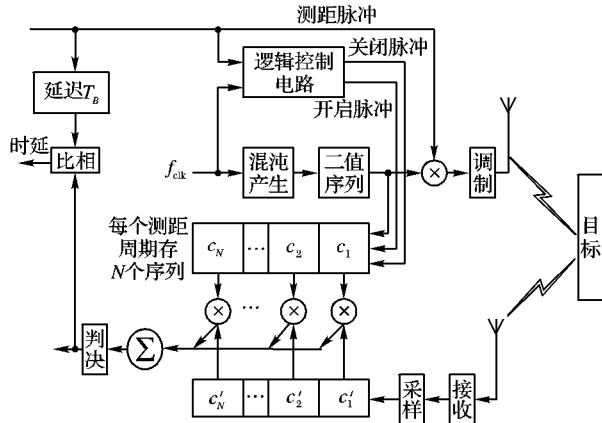 测距脉冲
关闭脉冲
逻辑控制
电路
延迟T_B
开启脉冲
时延
比相
f_clk
混沌
产生
二值
序列
×
调制
每个测距
周期存
N个序列
c_N … c_2 c_1
目标
× … × ×
判决
Σ
c'_N … c'_2 c'_1
采样
接收